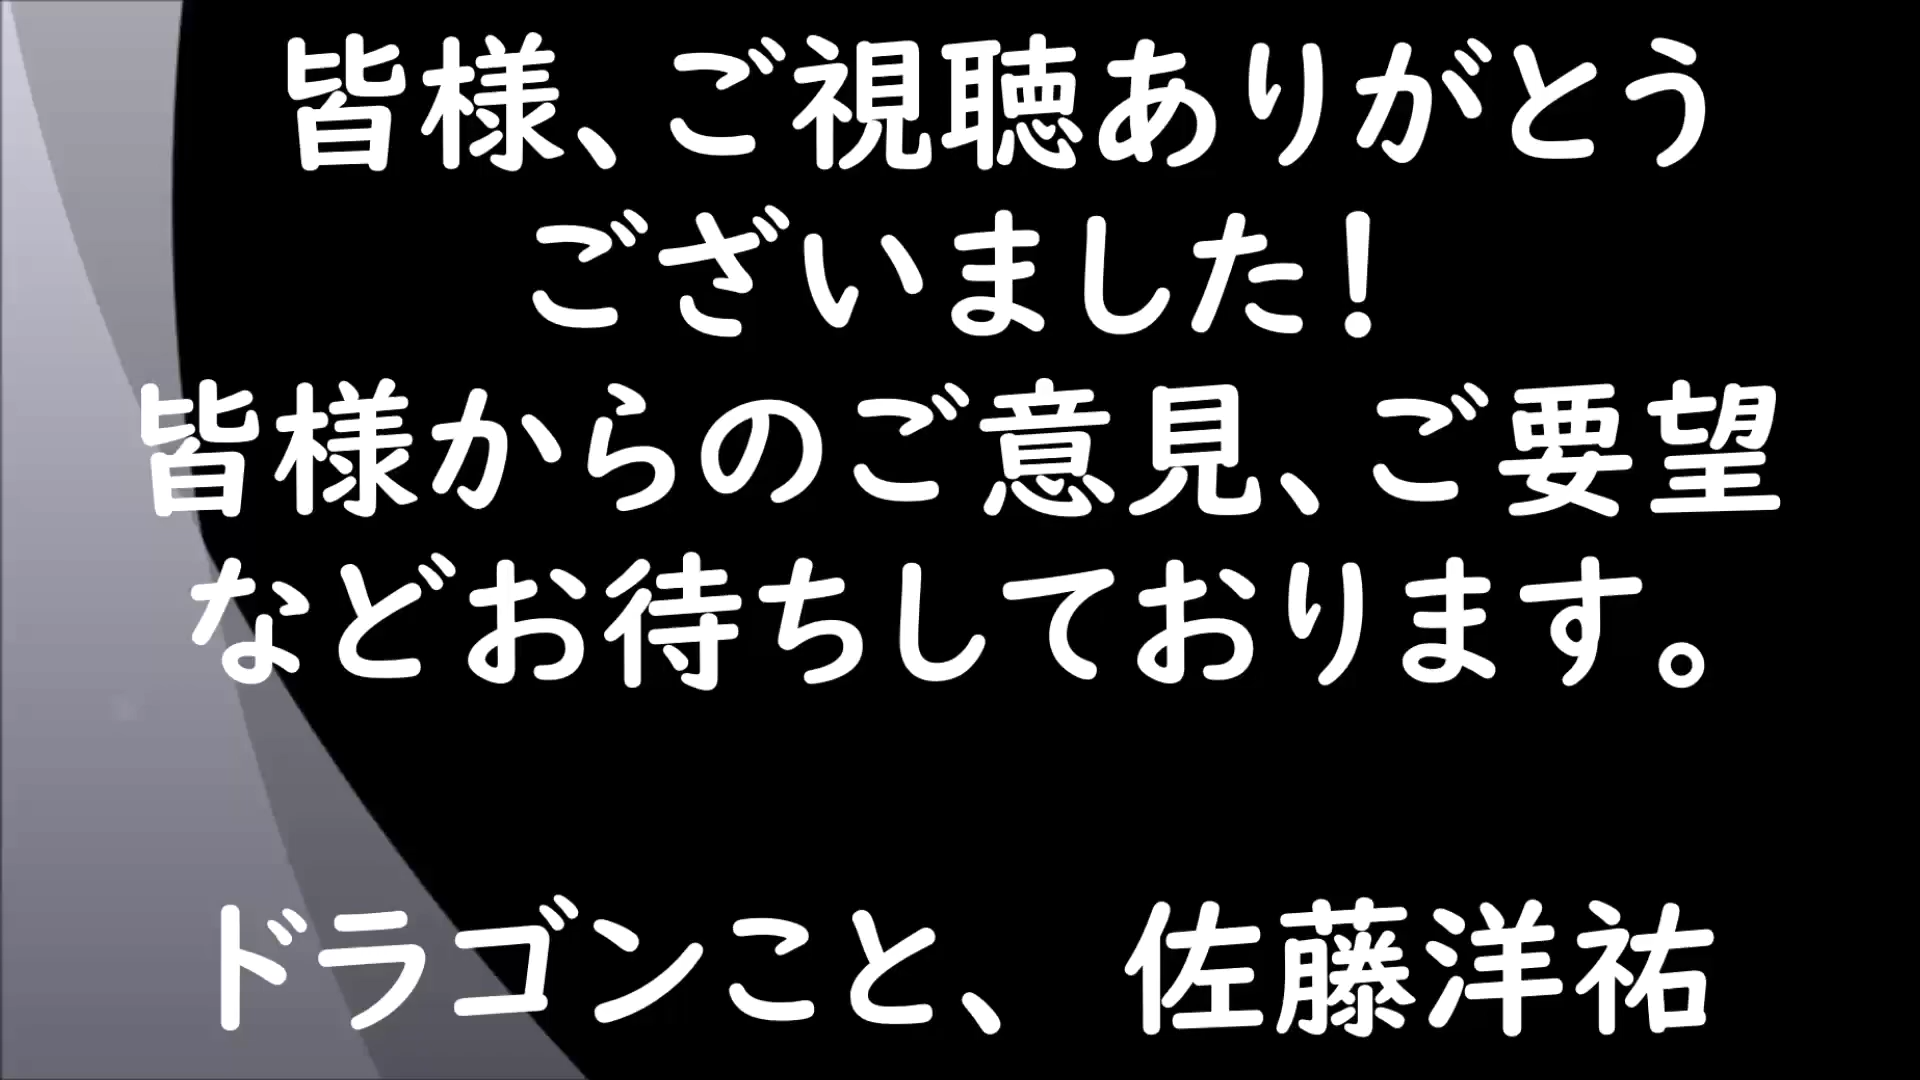 皆様、ご視聴ありがとう
ございました！
皆様からのご意見、ご要望
などお待ちしております。
ドラゴンこと、 佐藤洋祐